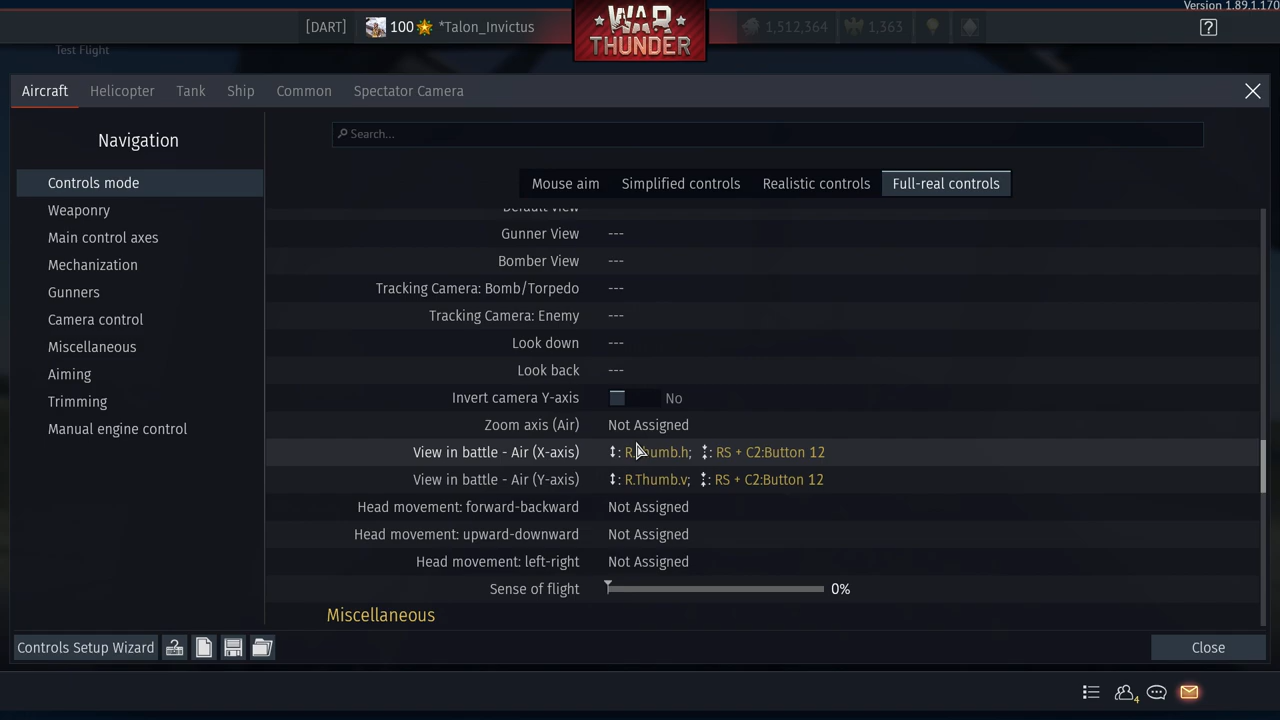 Version 1.89.1.170
[DART] 100 *Talon_Invictus
WAR
THUNDER
1,512,364 1,363
?
Test Flight
Aircraft Helicopter Tank Ship Common Spectator Camera
Navigation
Search...
Controls mode
Mouse aim Simplified controls Realistic controls Full-real controls
Weaponry
Main control axes
Mechanization
Gunners
Camera control
Miscellaneous
Aiming
Trimming
Manual engine control
Default View
Gunner View ---
Bomber View ---
Tracking Camera: Bomb/Torpedo ---
Tracking Camera: Enemy ---
Look down ---
Look back ---
Invert camera Y-axis No
Zoom axis (Air) Not Assigned
View in battle - Air (X-axis) : R.Thumb.h; : RS + C2:Button 12
View in battle - Air (Y-axis) : R.Thumb.v; : RS + C2:Button 12
Head movement: forward-backward Not Assigned
Head movement: upward-downward Not Assigned
Head movement: left-right Not Assigned
Sense of flight 0%
Miscellaneous
Controls Setup Wizard Close
4